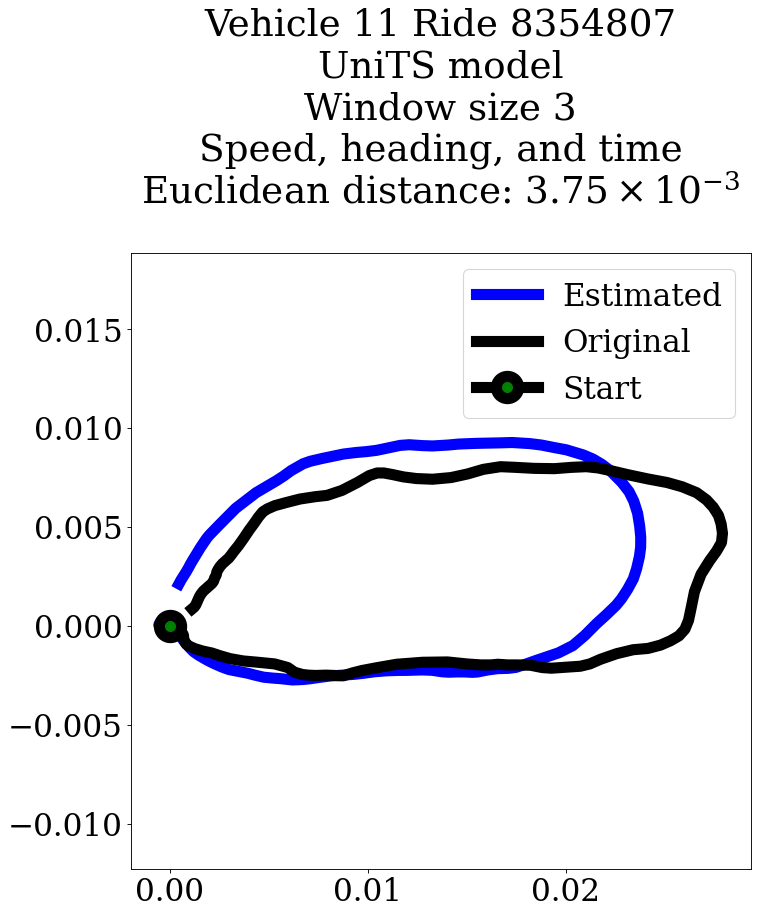 Vehicle 11 Ride 8354807
UniTS model
Window size 3
Speed, heading, and time
Euclidean distance: 3.75 × 10⁻³
Estimated
Original
Start
0.015
0.010
0.005
0.000
−0.005
−0.010
0.00 0.01 0.02